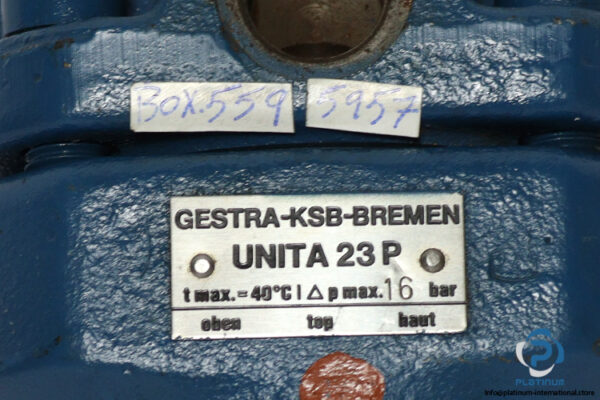 BOX.559 5957
GESTRA-KSB-BREMEN
UNITA 23 P
t max.=40°C | △ p max. 16 bar
oben top haut
PLATINUM
info@platinum-international.store